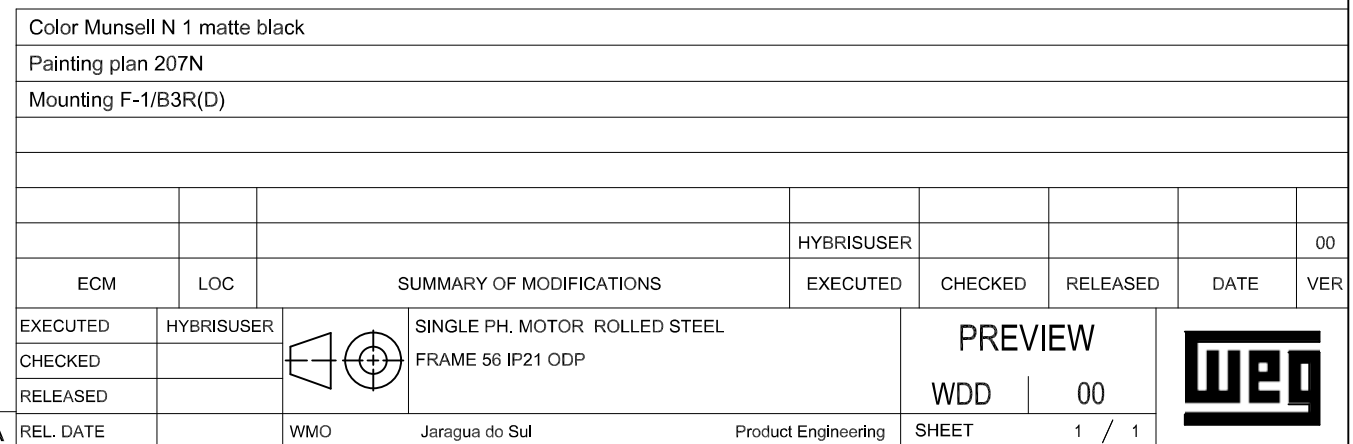 Color Munsell N 1 matte black
Painting plan 207N
Mounting F-1/B3R(D)
HYBRISUSER 00
ECM LOC SUMMARY OF MODIFICATIONS EXECUTED CHECKED RELEASED DATE VER
EXECUTED HYBRISUSER
CHECKED
RELEASED
REL. DATE
SINGLE PH. MOTOR ROLLED STEEL
FRAME 56 IP21 ODP
WMO Jaragua do Sul Product Engineering
PREVIEW
WDD 00
SHEET 1 / 1
weg
A